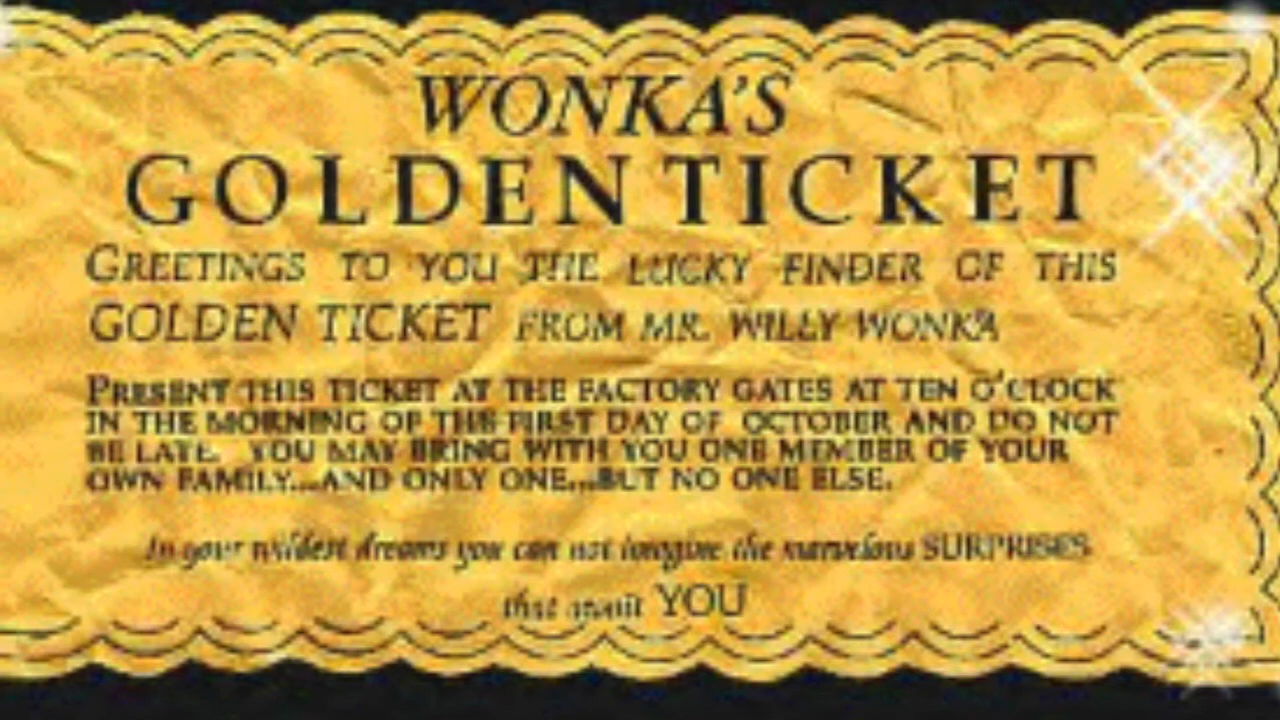 WONKA'S
GOLDEN TICKET
GREETINGS TO YOU THE LUCKY FINDER OF THIS
GOLDEN TICKET FROM MR. WILLY WONKA
PRESENT THIS TICKET AT THE FACTORY GATES AT TEN O'CLOCK
IN THE MORNING OF THE FIRST DAY OF OCTOBER AND DO NOT
BE LATE. YOU MAY BRING WITH YOU ONE MEMBER OF YOUR
OWN FAMILY...AND ONLY ONE...BUT NO ONE ELSE.
In your wildest dreams you can not imagine the marvelous SURPRISES
that await YOU